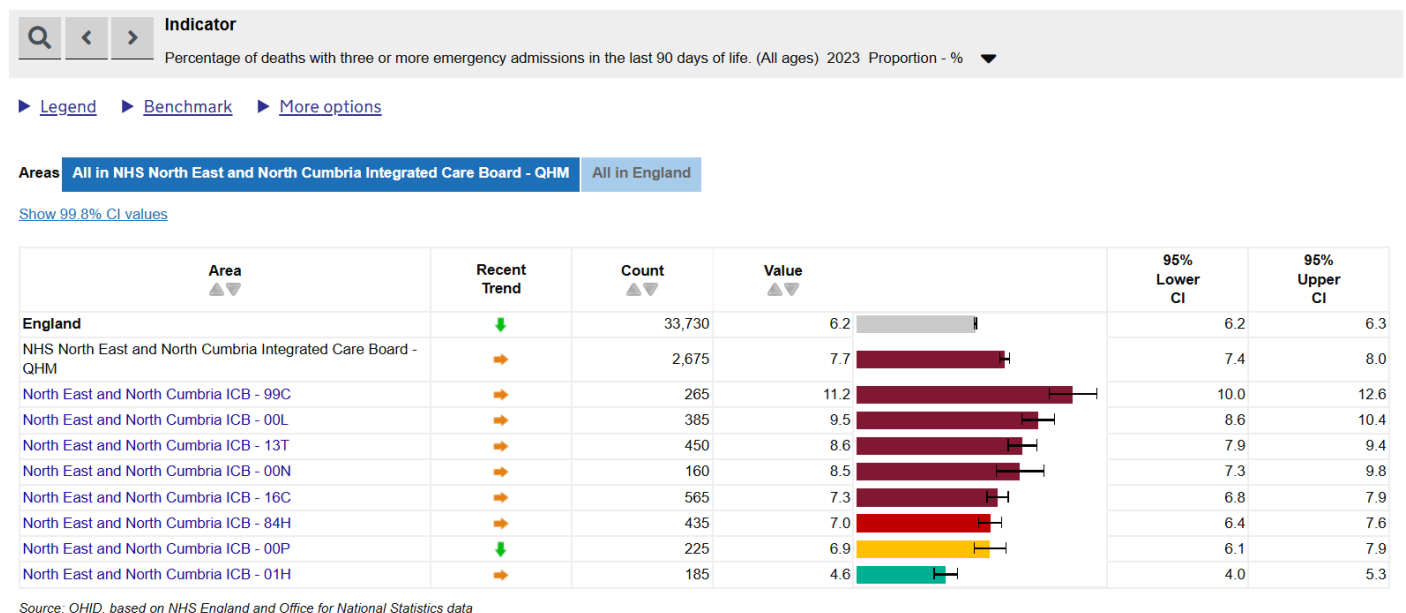 Indicator
Percentage of deaths with three or more emergency admissions in the last 90 days of life. (All ages) 2023 Proportion - %
Legend Benchmark More options
Areas All in NHS North East and North Cumbria Integrated Care Board - QHM All in England
Show 99.8% CI values
Area Recent Trend Count Value 95% Lower CI 95% Upper CI
England 33,730 6.2 6.2 6.3
NHS North East and North Cumbria Integrated Care Board -
QHM 2,675 7.7 7.4 8.0
North East and North Cumbria ICB - 99C 265 11.2 10.0 12.6
North East and North Cumbria ICB - 00L 385 9.5 8.6 10.4
North East and North Cumbria ICB - 13T 450 8.6 7.9 9.4
North East and North Cumbria ICB - 00N 160 8.5 7.3 9.8
North East and North Cumbria ICB - 16C 565 7.3 6.8 7.9
North East and North Cumbria ICB - 84H 435 7.0 6.4 7.6
North East and North Cumbria ICB - 00P 225 6.9 6.1 7.9
North East and North Cumbria ICB - 01H 185 4.6 4.0 5.3
Source: OHID, based on NHS England and Office for National Statistics data